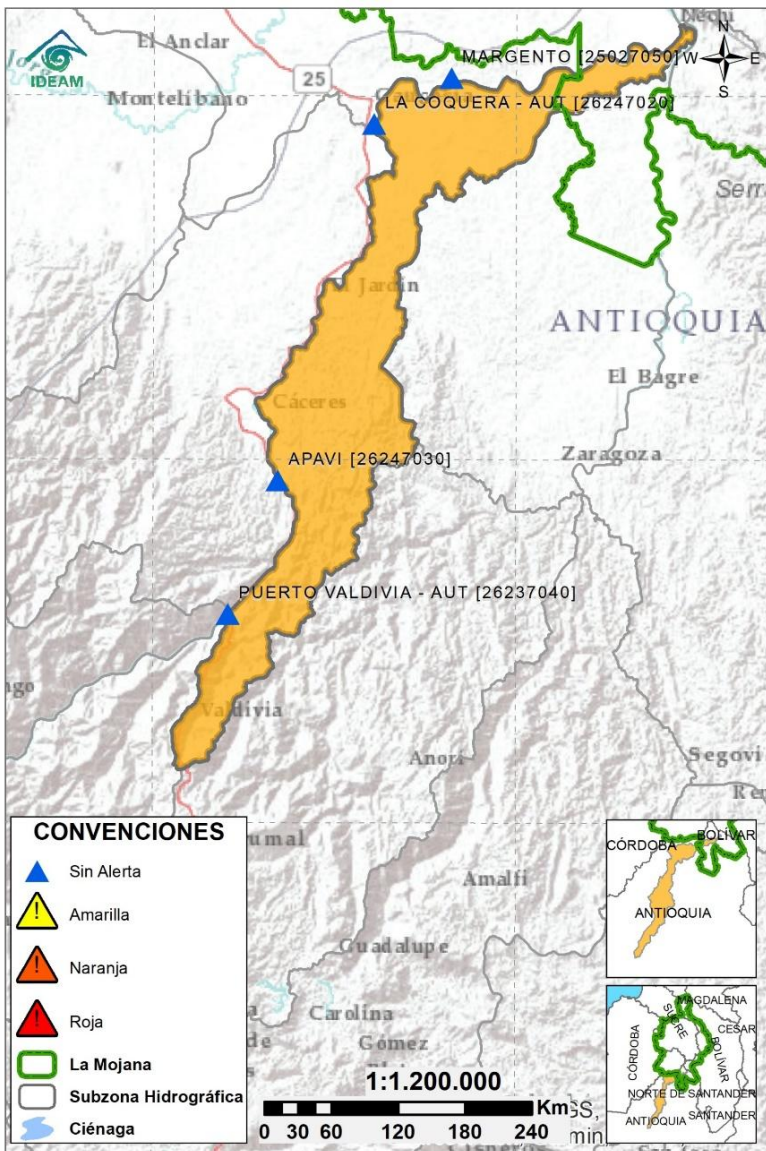 IDEAM
El Anclar
Nechí
N
W E
S
MARGENTO [25027050]
25
Montelíbano
LA COQUERA - AUT [26247020]
El Jardín
ANTIOQUIA
El Bagre
Cáceres
Zaragoza
APAVI [26247030]
PUERTO VALDIVIA - AUT [26237040]
Valdivia
Anorí
Segovi
CONVENCIONES
Sin Alerta
Amarilla
Naranja
Roja
La Mojana
Subzona Hidrográfica
Ciénaga
Amalfi
Guadalupe
Carolina
Gómez
1:1.200.000
Km
0 30 60 120 180 240
CÓRDOBA
BOLÍVAR
ANTIOQUIA
MAGDALENA
SUCRE
CESAR
CÓRDOBA
BOLÍVAR
NORTE DE SANTANDER
ANTIOQUIA
SANTANDER